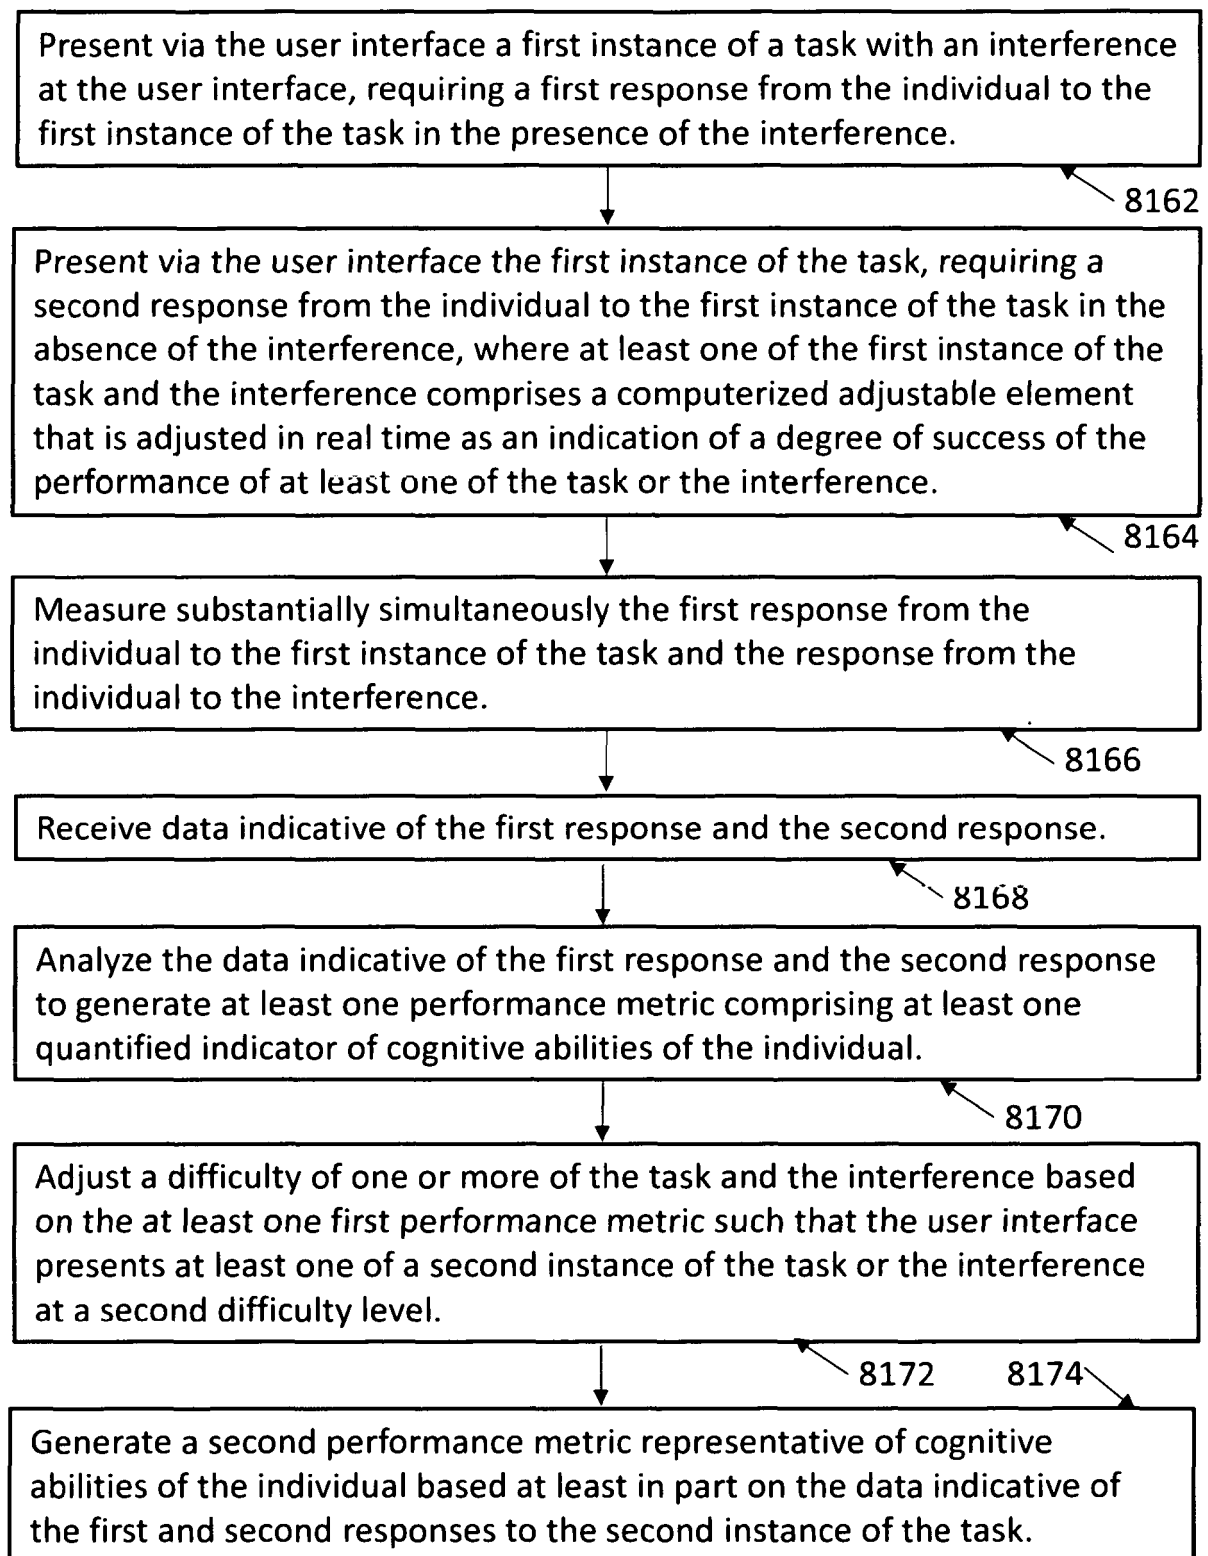 Present via the user interface a first instance of a task with an interference
at the user interface, requiring a first response from the individual to the
first instance of the task in the presence of the interference.
8162
Present via the user interface the first instance of the task, requiring a
second response from the individual to the first instance of the task in the
absence of the interference, where at least one of the first instance of the
task and the interference comprises a computerized adjustable element
that is adjusted in real time as an indication of a degree of success of the
performance of at least one of the task or the interference.
8164
Measure substantially simultaneously the first response from the
individual to the first instance of the task and the response from the
individual to the interference.
8166
Receive data indicative of the first response and the second response.
8168
Analyze the data indicative of the first response and the second response
to generate at least one performance metric comprising at least one
quantified indicator of cognitive abilities of the individual.
8170
Adjust a difficulty of one or more of the task and the interference based
on the at least one first performance metric such that the user interface
presents at least one of a second instance of the task or the interference
at a second difficulty level.
8172 8174
Generate a second performance metric representative of cognitive
abilities of the individual based at least in part on the data indicative of
the first and second responses to the second instance of the task.